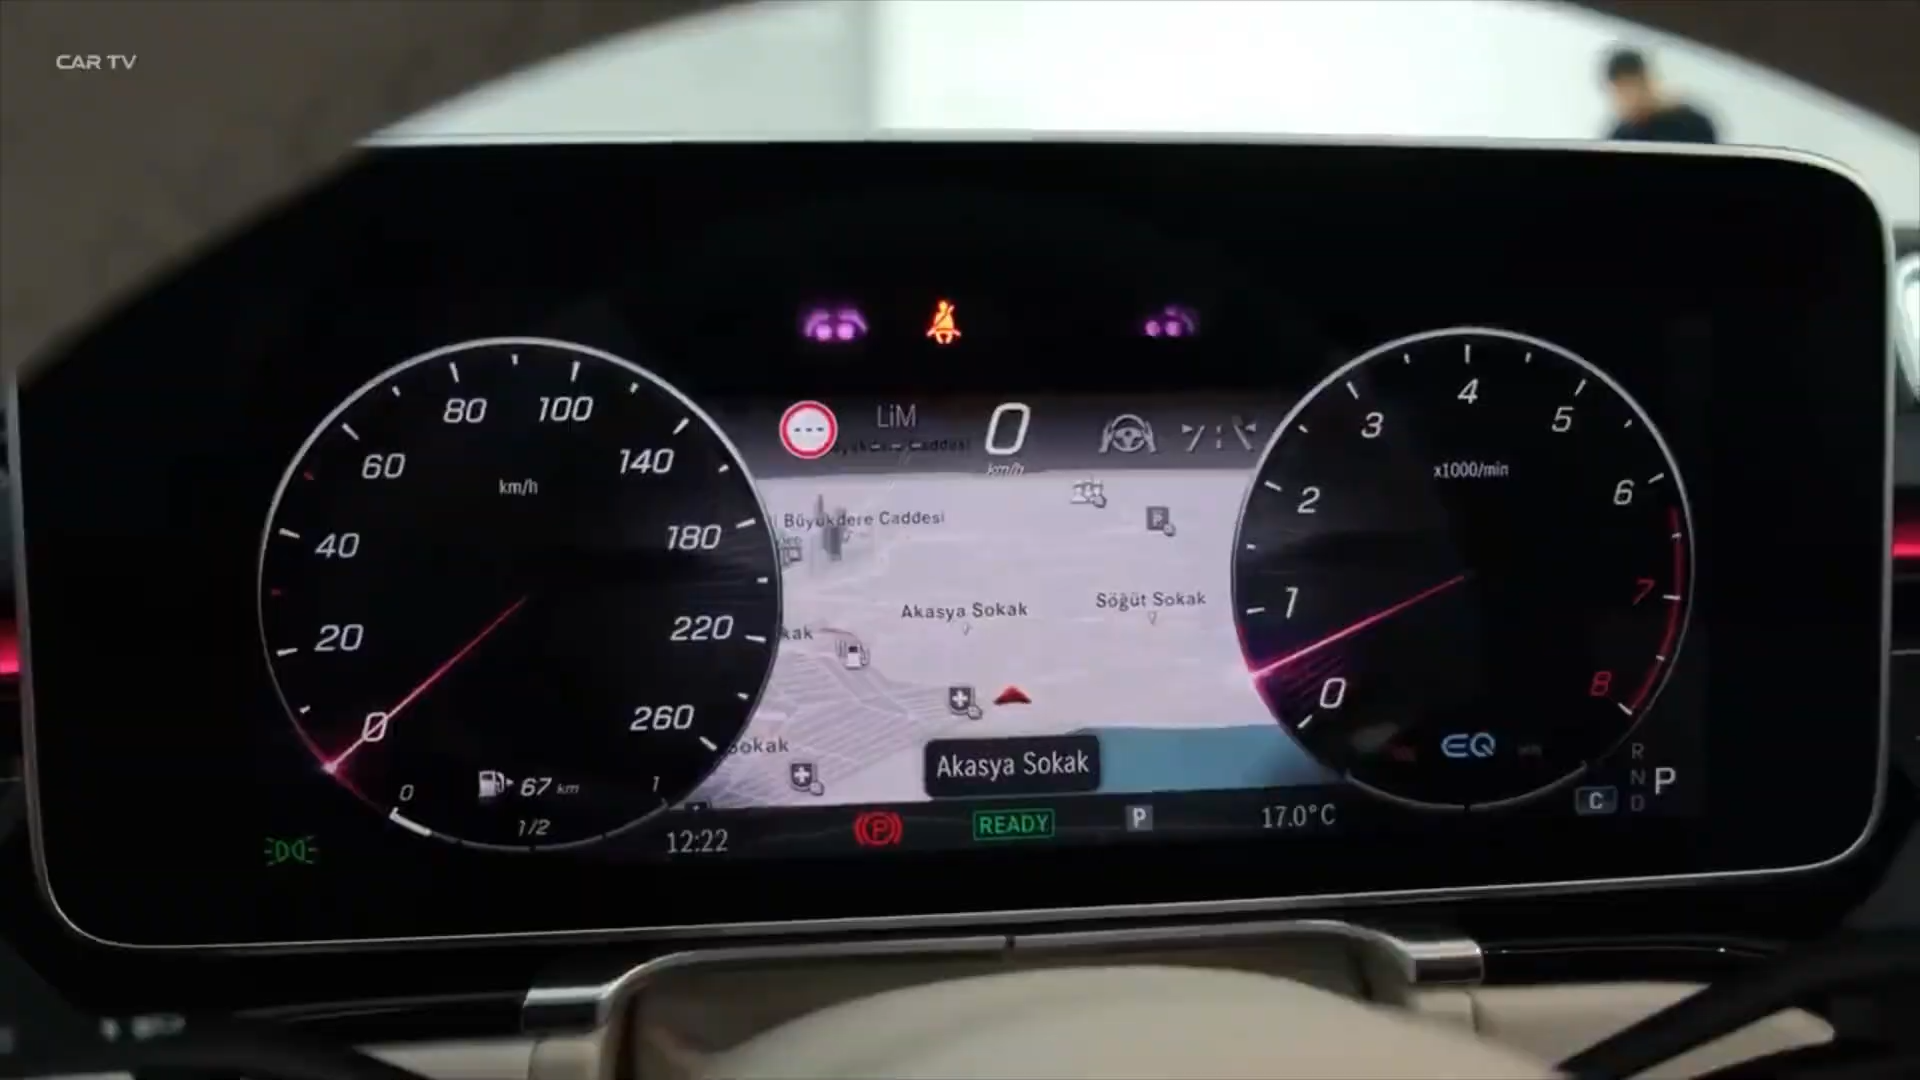 CAR TV
80
100
60
140
km/h
40
180
20
220
0
260
0
67 km
1
1/2
LiM
0
km/h
Büyükdere Caddesi
P
Akasya Sokak
Söğüt Sokak
kak
Sokak
Akasya Sokak
12:22
P
READY
P
17.0°C
4
3
5
x1000/min
2
6
1
7
0
8
EQ
R
N
D
P
C